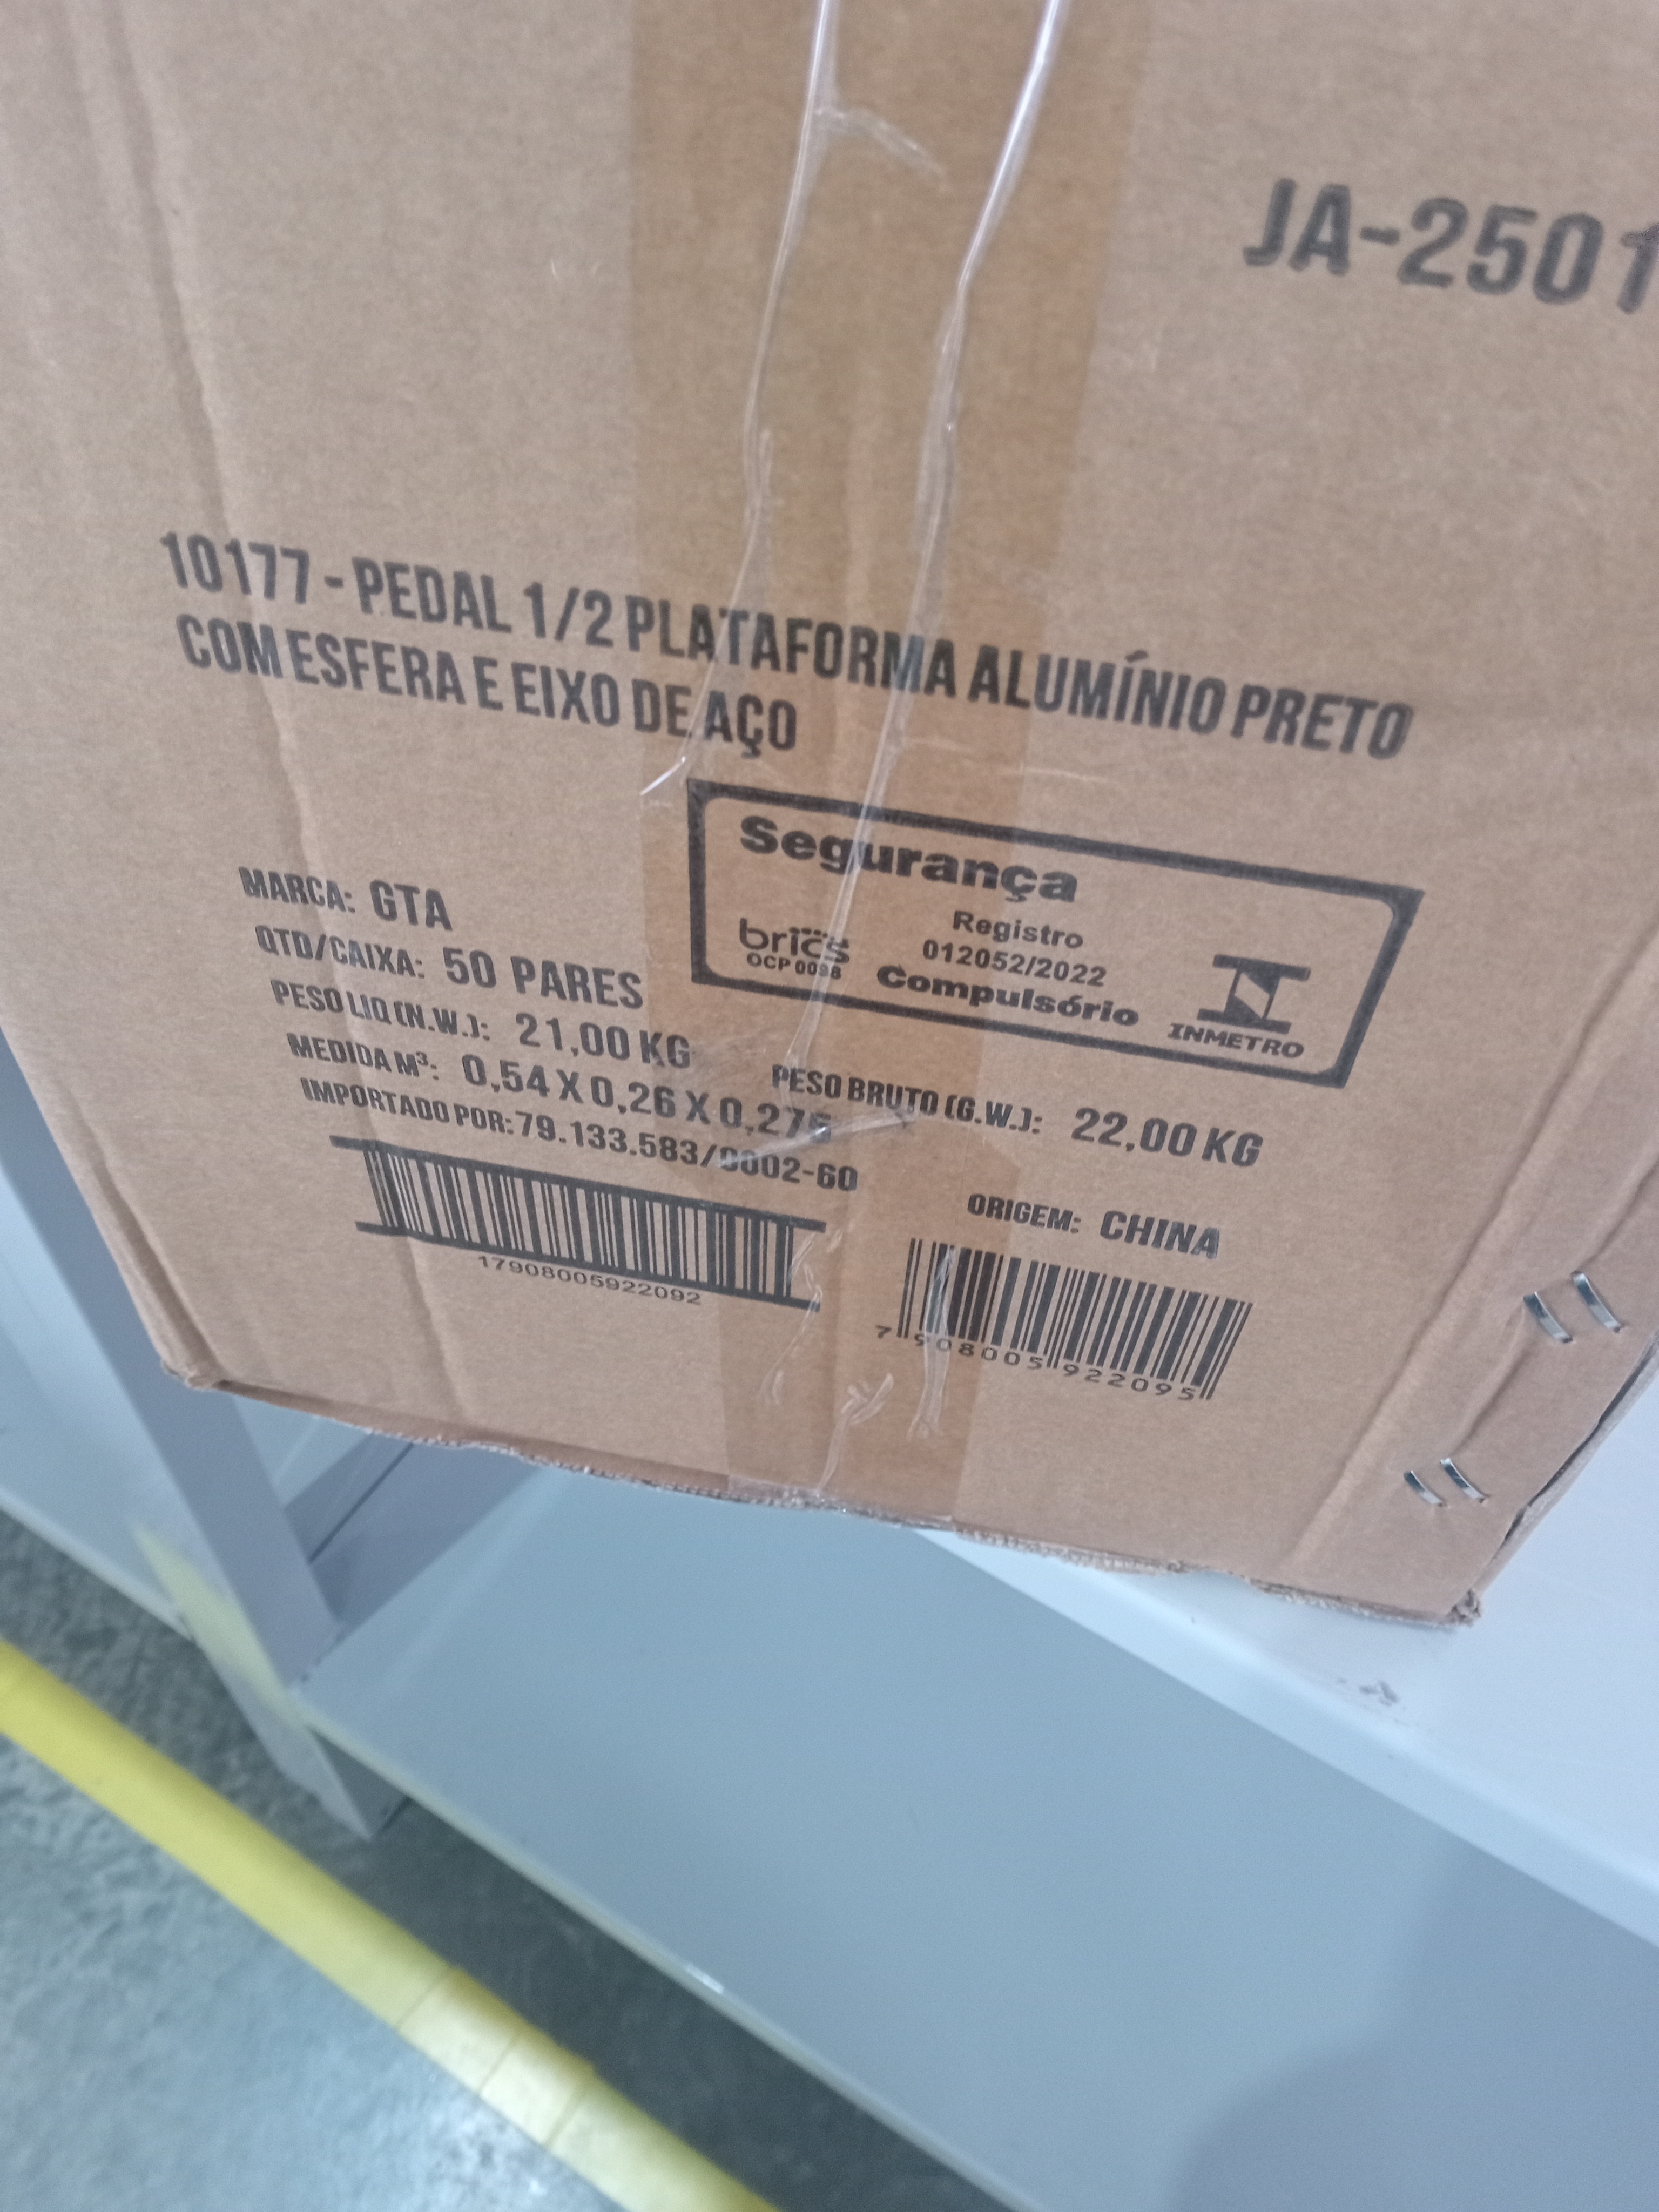 JA-2501
10177 - PEDAL 1/2 PLATAFORMA ALUMÍNIO PRETO
COM ESFERA E EIXO DE AÇO
Segurança
brics
OCP 0098
Registro
012052/2022
Compulsório
INMETRO
MARCA: GTA
QTD/CAIXA: 50 PARES
PESO LIQ (N.W.): 21,00 KG
PESO BRUTO (G.W.): 22,00 KG
MEDIDA M³: 0,54 X 0,26 X 0,275
IMPORTADO POR: 79.133.583/0002-60
ORIGEM: CHINA
17908005922092
7 908005 922095